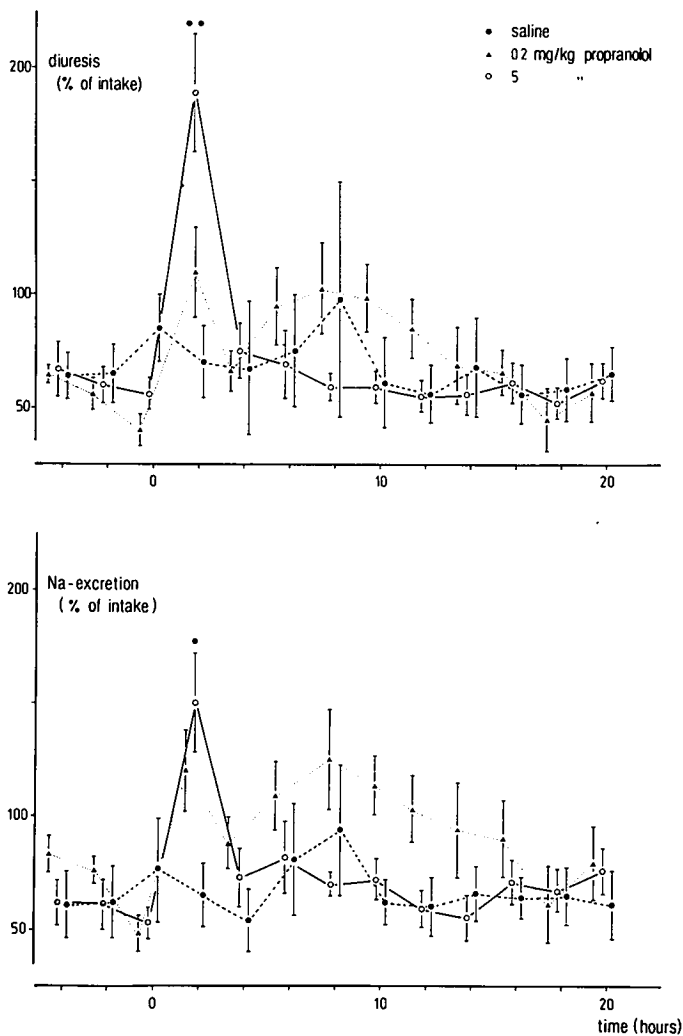 diuresis
(% of intake)
• saline
▲ 02 mg/kg propranolol
○ 5 "
200
100
50
0
10
20
Na-excretion
(% of intake)
200
100
50
0
10
20
time (hours)